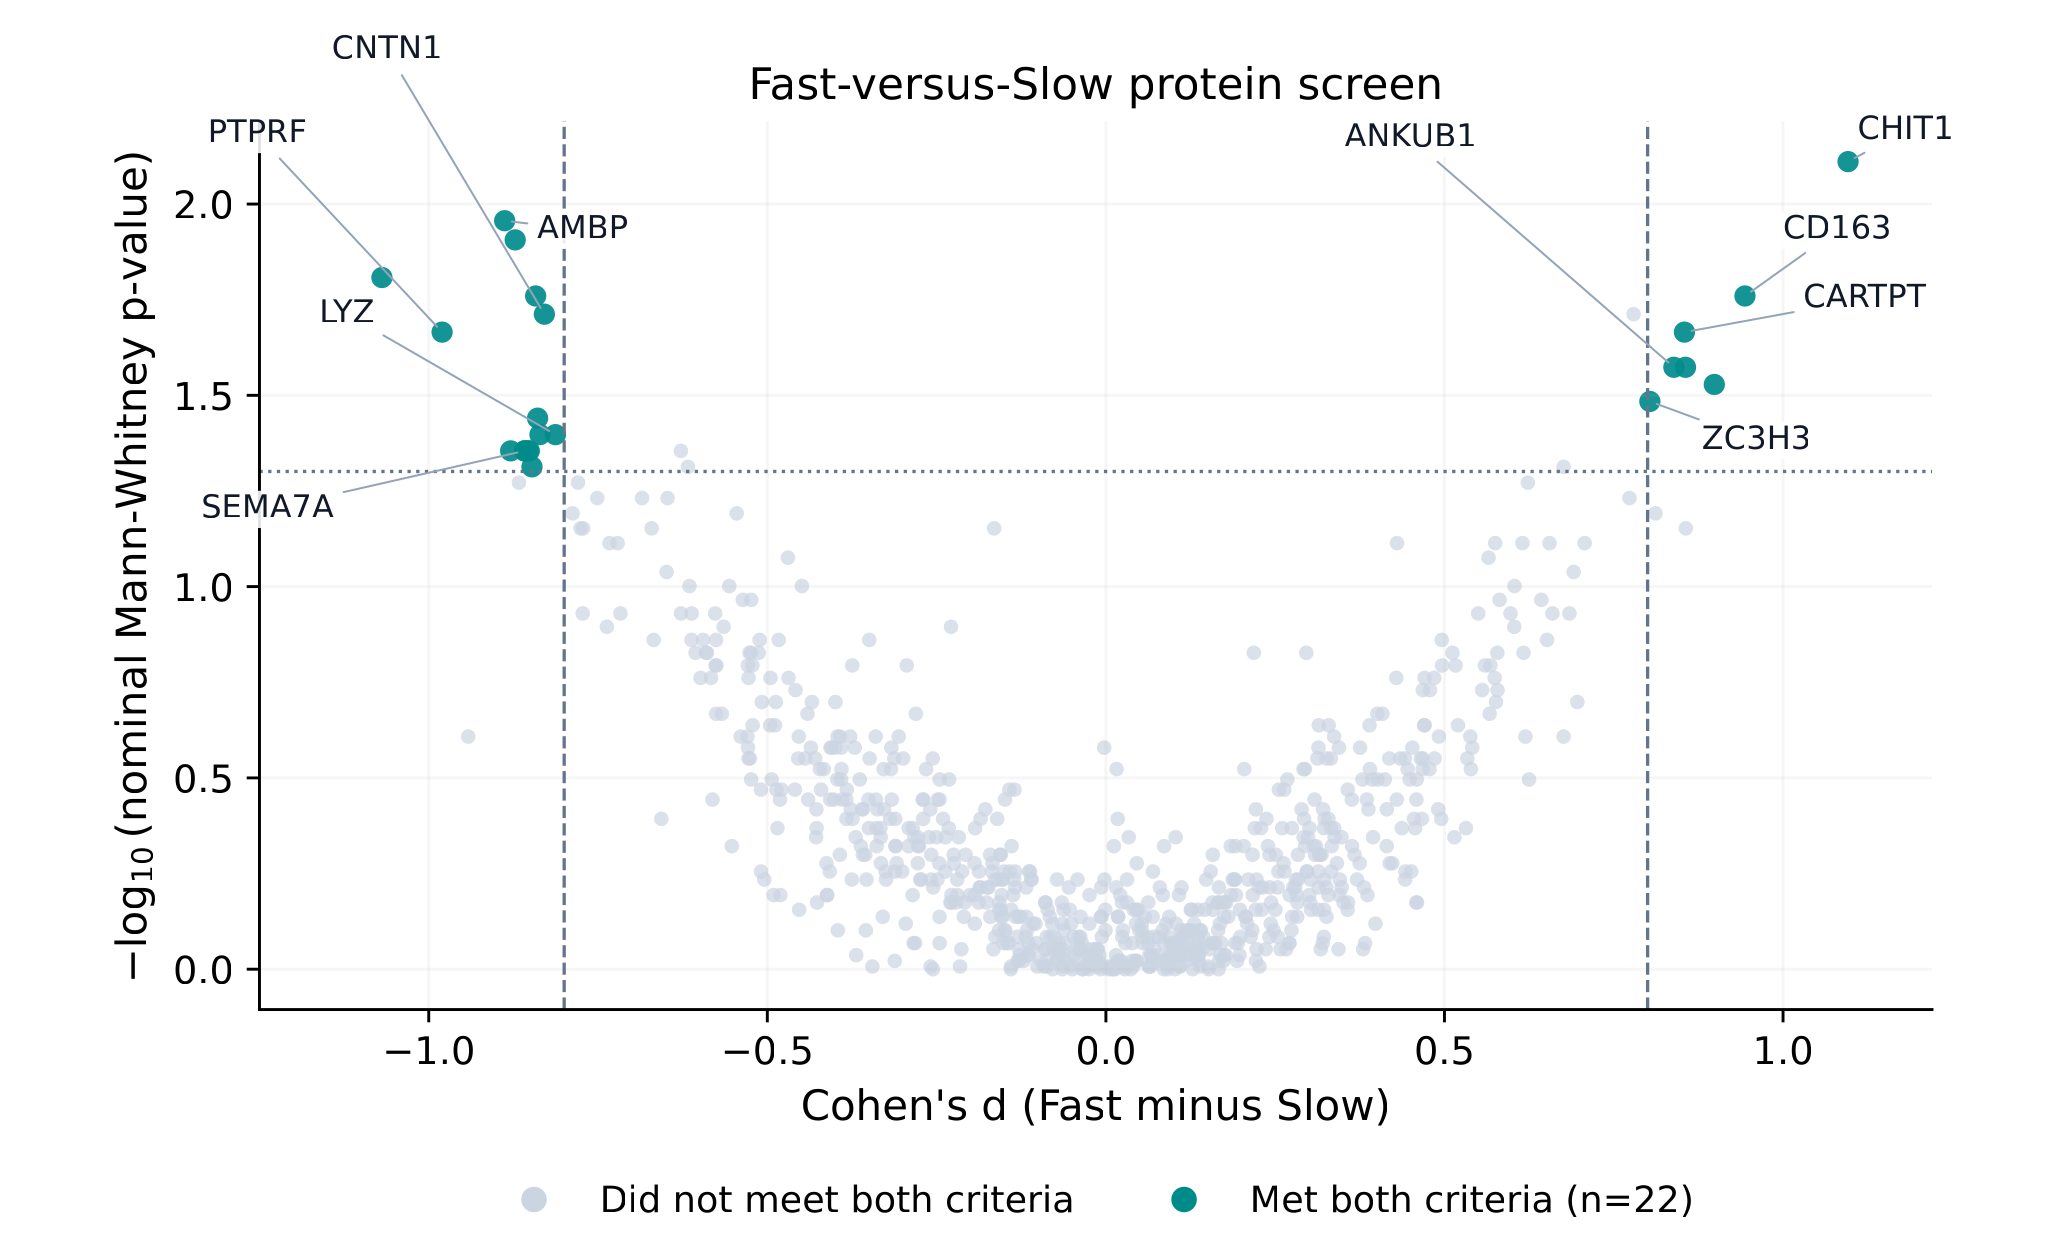 CNTN1
Fast-versus-Slow protein screen
PTPRF
ANKUB1
CHIT1
AMBP
CD163
LYZ
CARTPT
ZC3H3
SEMA7A
−log10 (nominal Mann-Whitney p-value)
2.0
1.5
1.0
0.5
0.0
−1.0 −0.5 0.0 0.5 1.0
Cohen's d (Fast minus Slow)
Did not meet both criteria Met both criteria (n=22)